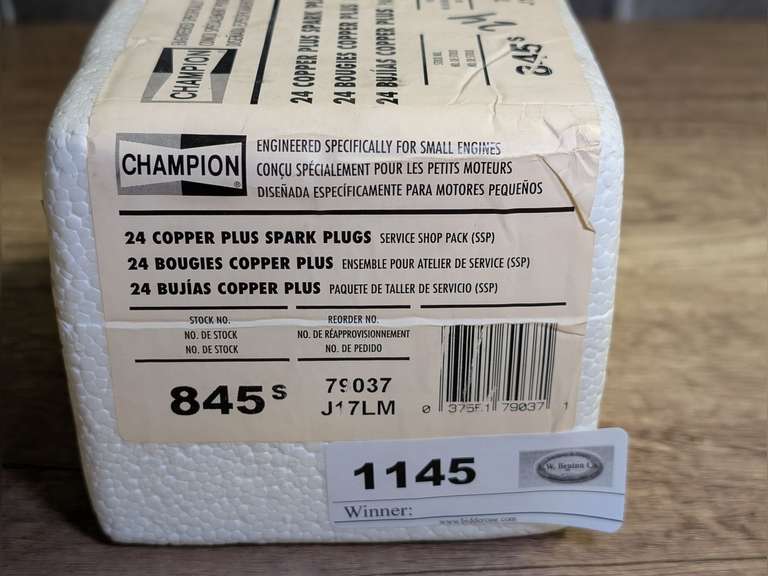 CHAMPION
24 COPPER PLUS SPARK
24 BOUGIES COPPER PLUS
24 BUJÍAS COPPER PLUS
845S
CHAMPION
ENGINEERED SPECIFICALLY FOR SMALL ENGINES
CONÇU SPÉCIALEMENT POUR LES PETITS MOTEURS
DISEÑADA ESPECÍFICAMENTE PARA MOTORES PEQUEÑOS
24 COPPER PLUS SPARK PLUGS SERVICE SHOP PACK (SSP)
24 BOUGIES COPPER PLUS ENSEMBLE POUR ATELIER DE SERVICE (SSP)
24 BUJÍAS COPPER PLUS PAQUETE DE TALLER DE SERVICIO (SSP)
STOCK NO. REORDER NO.
NO. DE STOCK NO. DE RÉAPPROVISIONNEMENT
NO. DE STOCK NO. DE PEDIDO
845 S 79037
J17LM
0 79037 1
1145
Winner: